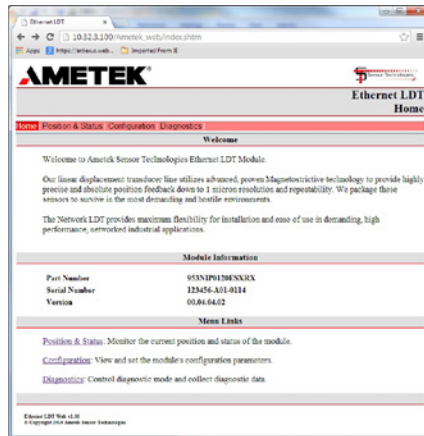 Ethernet LDT
10.32.3.100/Ametek_web/index.shtm
Apps
Imported From IE
AMETEK®
Sensor Technologies
Ethernet LDT
Home
Home Position & Status Configuration Diagnostics
Welcome
Welcome to Ametek Sensor Technologies Ethernet LDT Module.
Our linear displacement transducer line utilizes advanced, proven Magnetostrictive technology to provide highly
precise and absolute position feedback down to 1 micron resolution and repeatability. We package these
sensors to survive in the most demanding and hostile environments.
The Network LDT provides maximum flexibility for installation and ease of use in demanding, high
performance, networked industrial applications.
Module Information
Part Number 953NIP0120ESXRX
Serial Number 123456-A01-0114
Version 00.04.04.02
Menu Links
Position & Status: Monitor the current position and status of the module.
Configuration: View and set the module's configuration parameters.
Diagnostics: Control diagnostic mode and collect diagnostic data.
Ethernet LDT Web
© Copyright 2014 Ametek Sensor Technologies